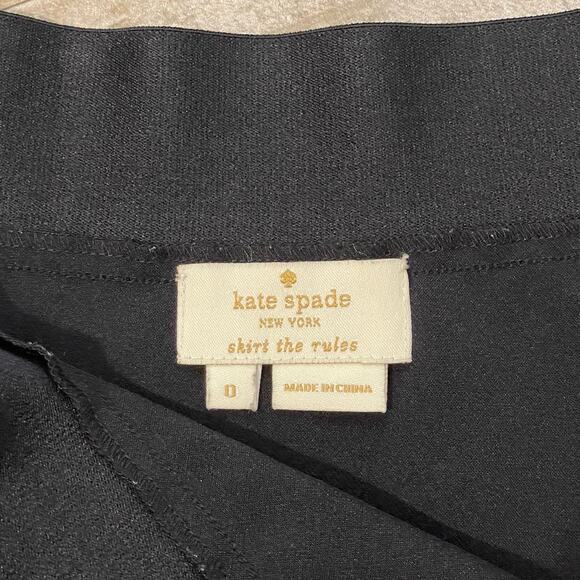 kate spade
NEW YORK
skirt the rules
0
MADE IN CHINA